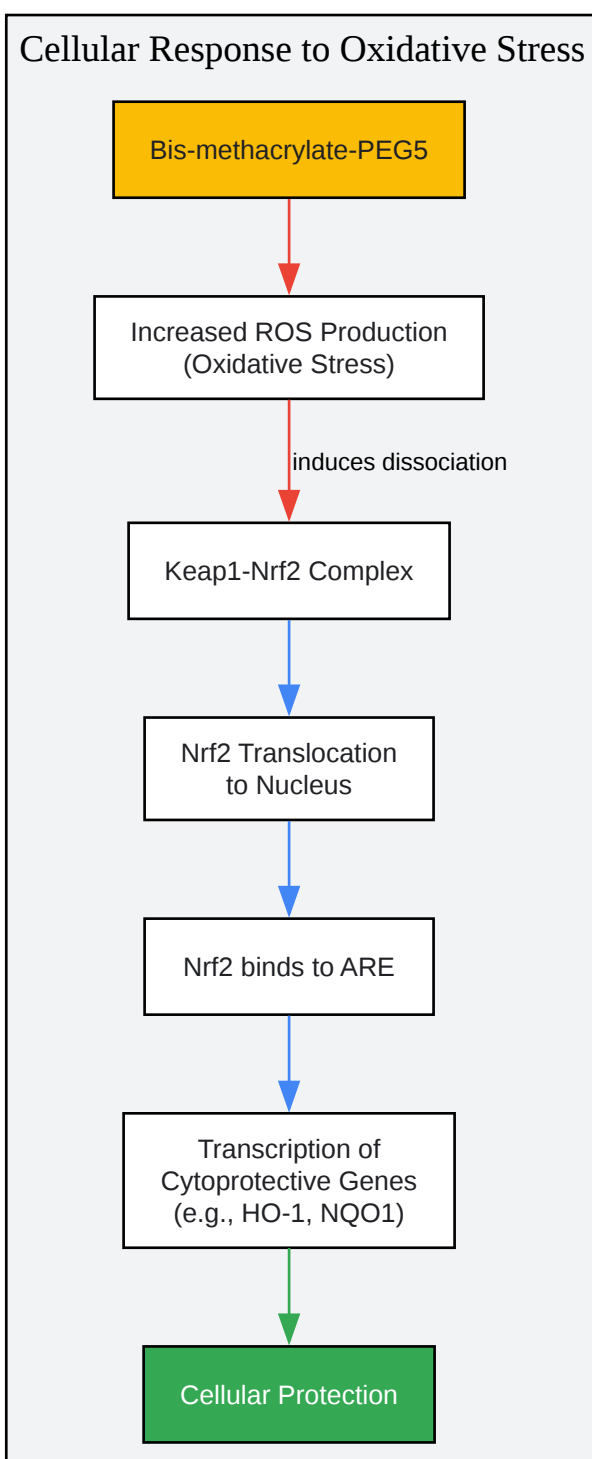 Cellular Response to Oxidative Stress
Bis-methacrylate-PEG5
Increased ROS Production
(Oxidative Stress)
induces dissociation
Keap1-Nrf2 Complex
Nrf2 Translocation
to Nucleus
Nrf2 binds to ARE
Transcription of
Cytoprotective Genes
(e.g., HO-1, NQO1)
Cellular Protection